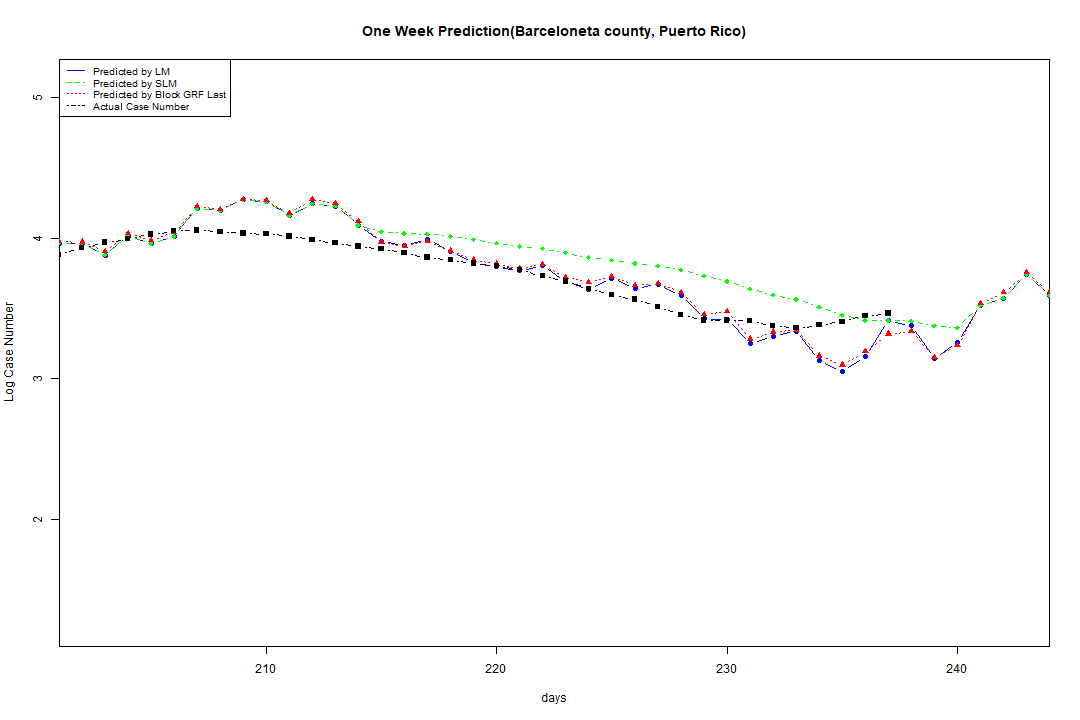 One Week Prediction(Barceloneta county, Puerto Rico)
Predicted by LM
Predicted by SLM
Predicted by Block GRF Last
Actual Case Number
5
4
3
2
Log Case Number
210 220 230 240
days